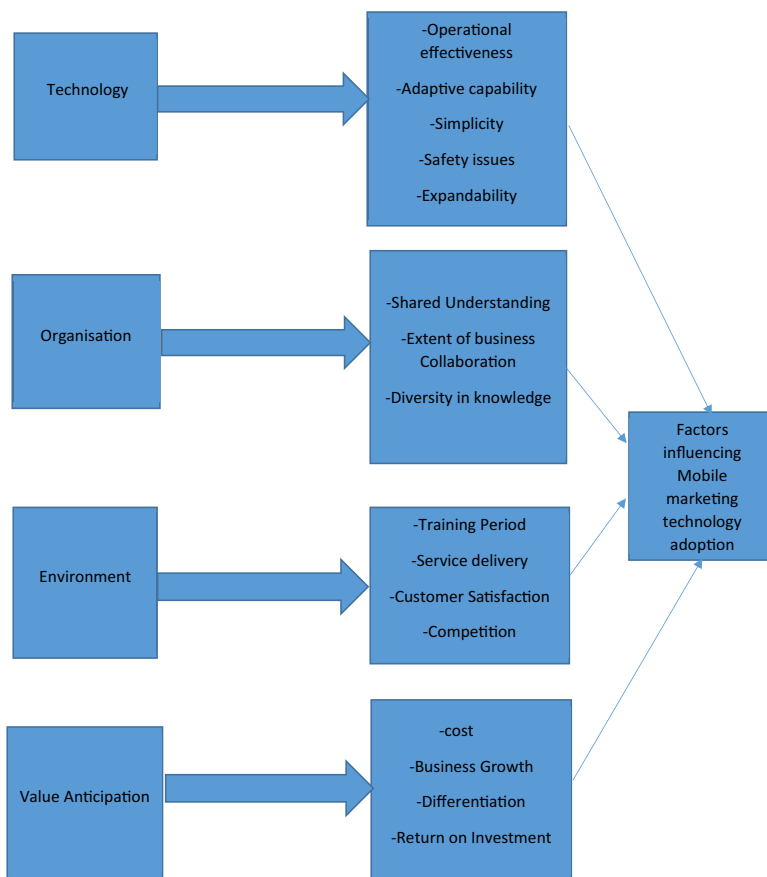 Technology
-Operational
effectiveness
-Adaptive capability
-Simplicity
-Safety issues
-Expandability
Organisation
-Shared Understanding
-Extent of business
Collaboration
-Diversity in knowledge
Environment
-Training Period
-Service delivery
-Customer Satisfaction
-Competition
Value Anticipation
-cost
-Business Growth
-Differentiation
-Return on Investment
Factors
influencing
Mobile
marketing
technology
adoption